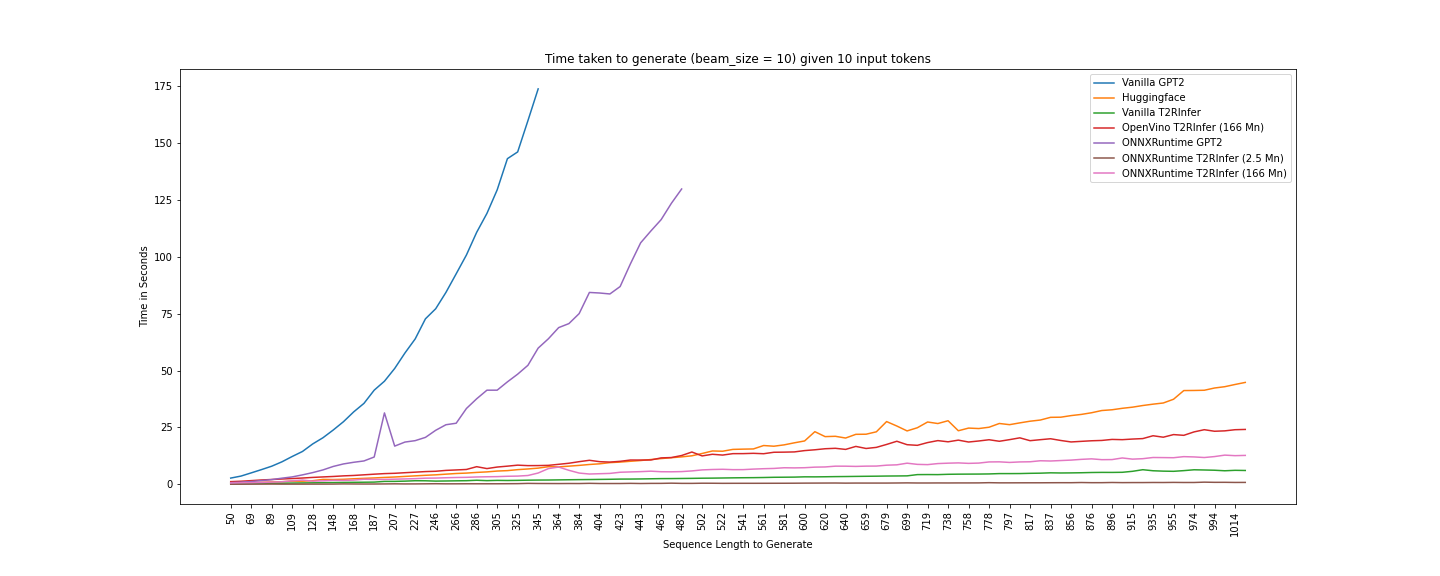 Time taken to generate (beam_size = 10) given 10 input tokens
Vanilla GPT2
Huggingface
Vanilla T2RInfer
OpenVino T2RInfer (166 Mn)
ONNXRuntime GPT2
ONNXRuntime T2RInfer (2.5 Mn)
ONNXRuntime T2RInfer (166 Mn)
Time in Seconds
175
150
125
100
75
50
25
0
50 69 89 109 128 148 168 187 207 227 246 266 286 305 325 345 364 384 404 423 443 463 482 502 522 541 561 581 600 620 640 659 679 699 719 738 758 778 797 817 837 856 876 896 915 935 955 974 994 1014
Sequence Length to Generate